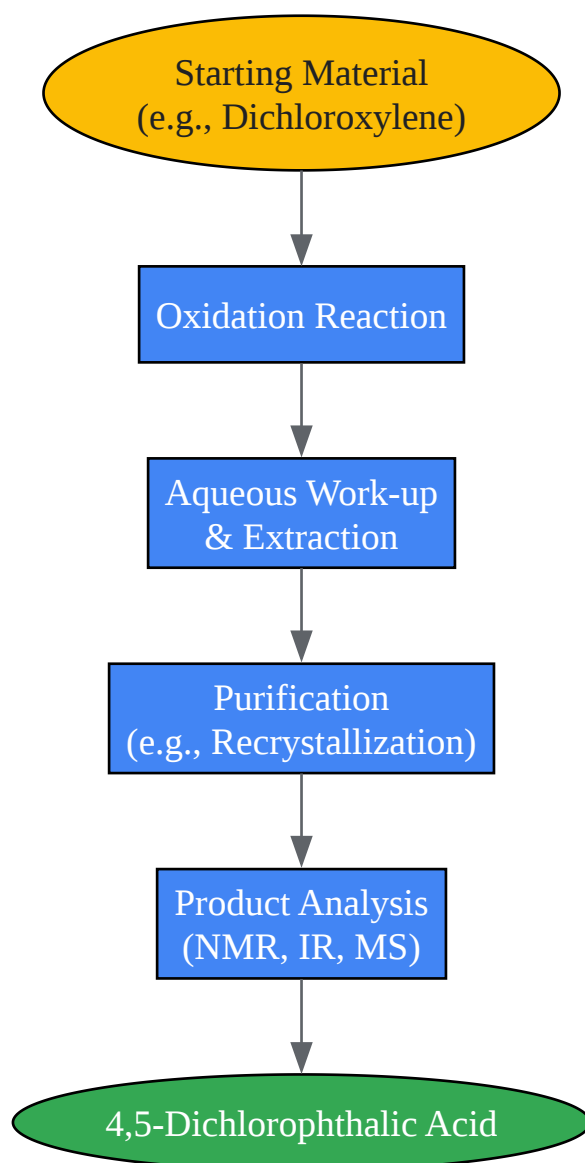 Starting Material
(e.g., Dichloroxylene)
Oxidation Reaction
Aqueous Work-up
& Extraction
Purification
(e.g., Recrystallization)
Product Analysis
(NMR, IR, MS)
4,5-Dichlorophthalic Acid